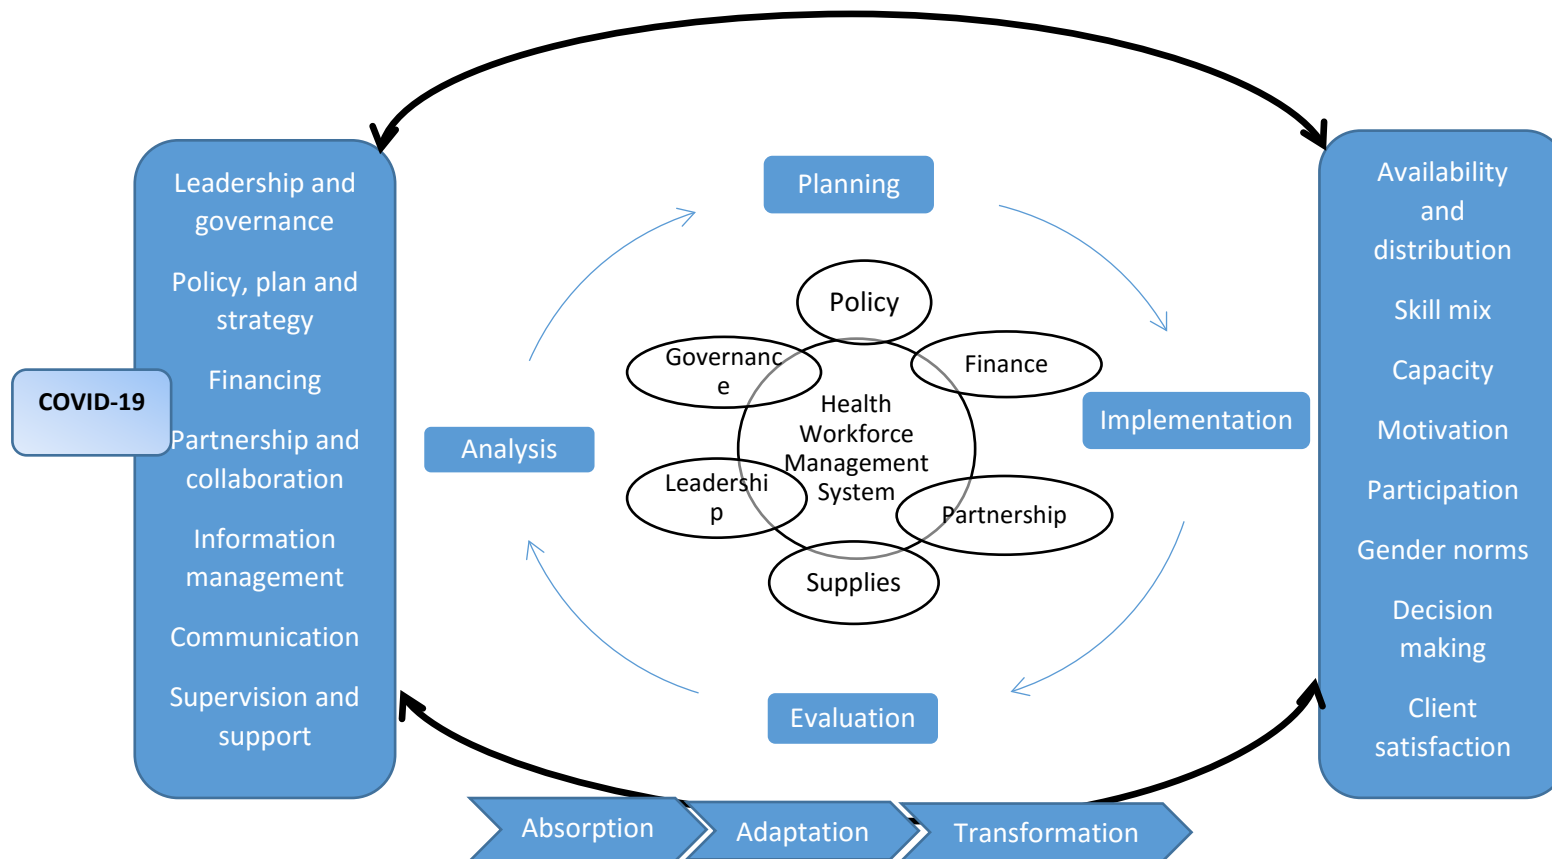 COVID-19
Leadership and
governance
Policy, plan and
strategy
Financing
Partnership and
collaboration
Information
management
Communication
Supervision and
support
Planning
Implementation
Evaluation
Analysis
Policy
Finance
Partnership
Supplies
Leadershi
p
Governanc
e
Health
Workforce
Management
System
Availability
and
distribution
Skill mix
Capacity
Motivation
Participation
Gender norms
Decision
making
Client
satisfaction
Absorption
Adaptation
Transformation